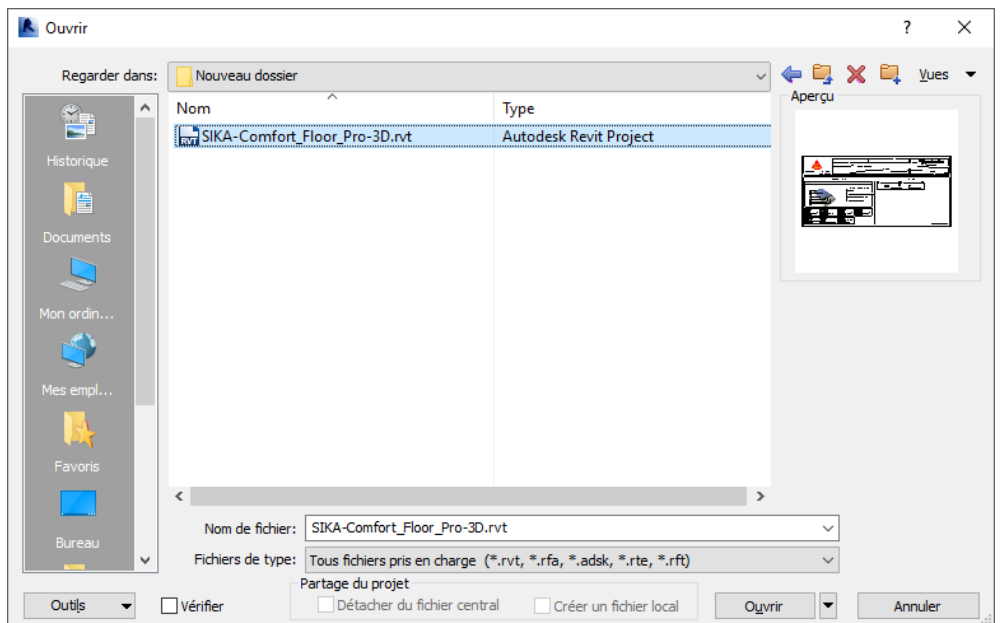 Ouvrir
?
Regarder dans:
Nouveau dossier
Vues
Nom
Type
Aperçu
RVT
SIKA-Comfort_Floor_Pro-3D.rvt
Autodesk Revit Project
Historique
Documents
Mon ordin...
Mes empl...
Favoris
Bureau
Nom de fichier:
SIKA-Comfort_Floor_Pro-3D.rvt
Fichiers de type:
Tous fichiers pris en charge (*.rvt, *.rfa, *.adsk, *.rte, *.rft)
Partage du projet
Outils
Vérifier
Détacher du fichier central
Créer un fichier local
Ouvrir
Annuler